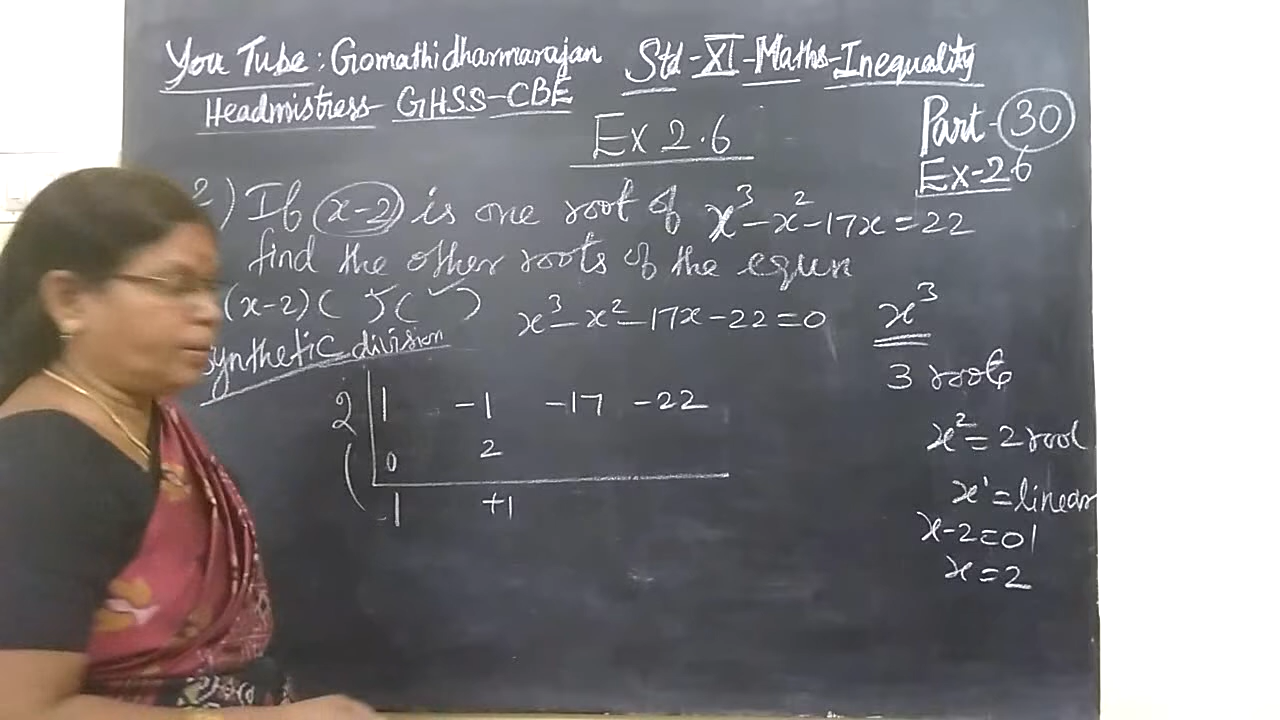 You Tube : Gomathidharmarajan
Headmistress - GHSS-CBE
Std - XI - Maths - Inequality
Part - 30
Ex-2.6
Ex 2.6
2) If (x-2) is one root of x³-x²-17x=22
find the other roots of the equn
(x-2)( )( ) x³-x²-17x-22=0
synthetic division
2 | 1 -1 -17 -22
0 2
1 +1
x³
3 roots
x²=2 root
x'=linear
x-2=0
x=2